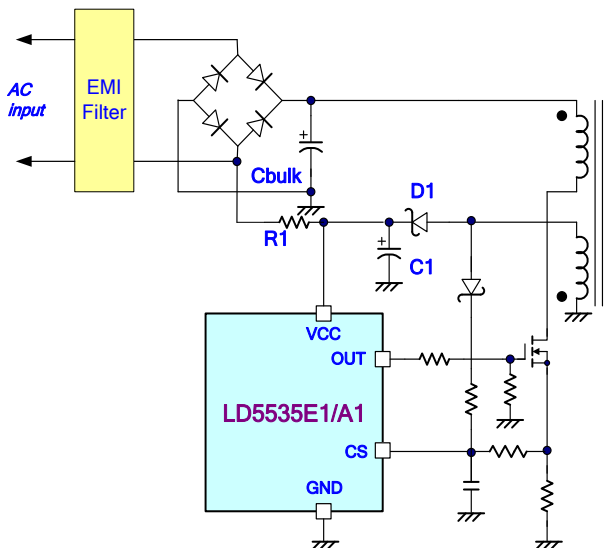 AC
input
EMI
Filter
+
Cbulk
D1
R1
+
C1
VCC
OUT
LD5535E1/A1
CS
GND